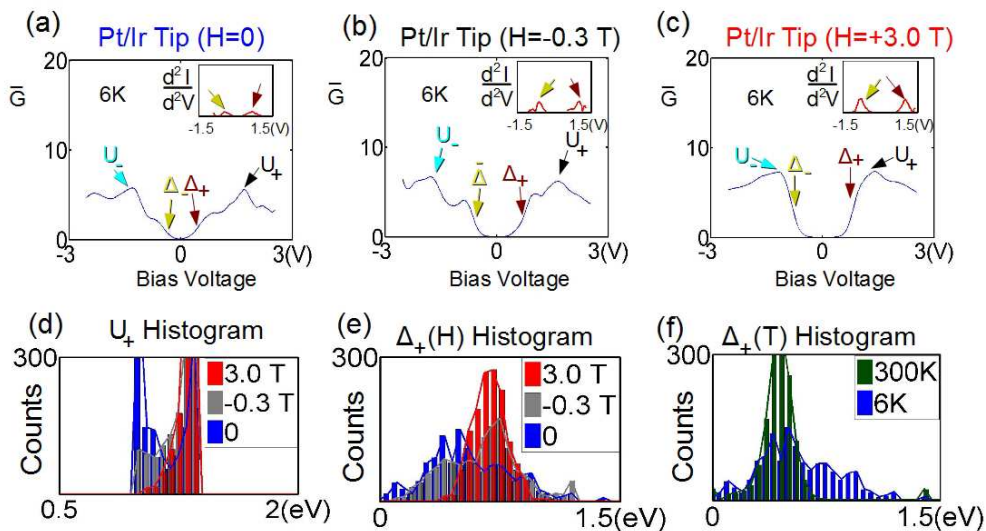 (a)
Pt/Ir Tip (H=0)
G̅
20
10
0
6K
d²I
d²V
-1.5
1.5(V)
U₋
Δ₋
Δ₊
U₊
-3
0
3(V)
Bias Voltage
(b)
Pt/Ir Tip (H=-0.3 T)
20
10
0
6K
d²I
d²V
-1.5
1.5(V)
U₋
Δ̄
Δ₊
U₊
-3
0
3(V)
Bias Voltage
(c)
Pt/Ir Tip (H=+3.0 T)
20
10
0
6K
d²I
d²V
-1.5
1.5(V)
U₋
Δ₋
Δ₊
U₊
-3
0
3(V)
Bias Voltage
(d)
U₊ Histogram
300
Counts
3.0 T
-0.3 T
0
0.5
2(eV)
(e)
Δ₊(H) Histogram
300
Counts
3.0 T
-0.3 T
0
0
1.5(eV)
(f)
Δ₊(T) Histogram
300
Counts
300K
6K
0
1.5(eV)